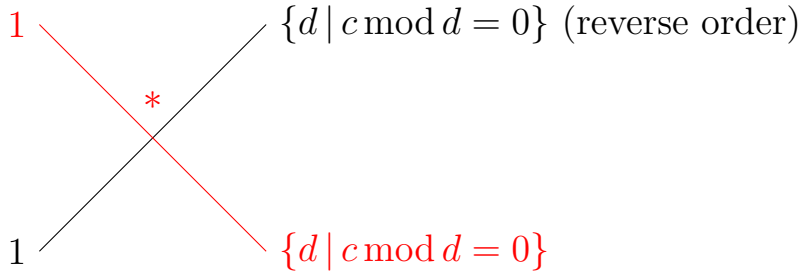 1 {d | c mod d = 0} (reverse order)
*
1 {d | c mod d = 0}